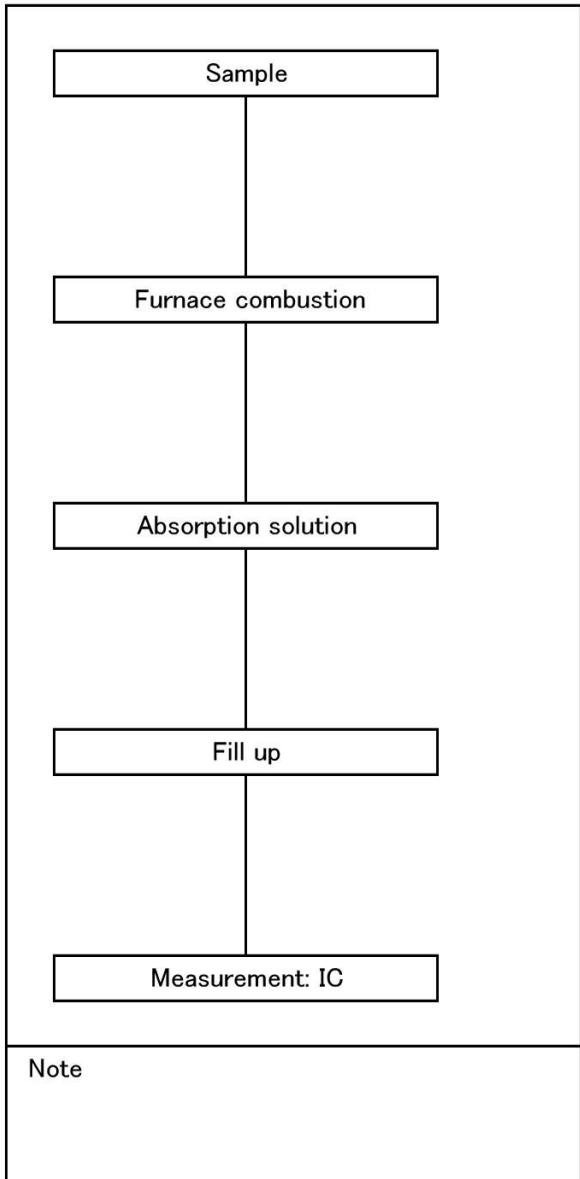 Sample
Furnace combustion
Absorption solution
Fill up
Measurement: IC
Note